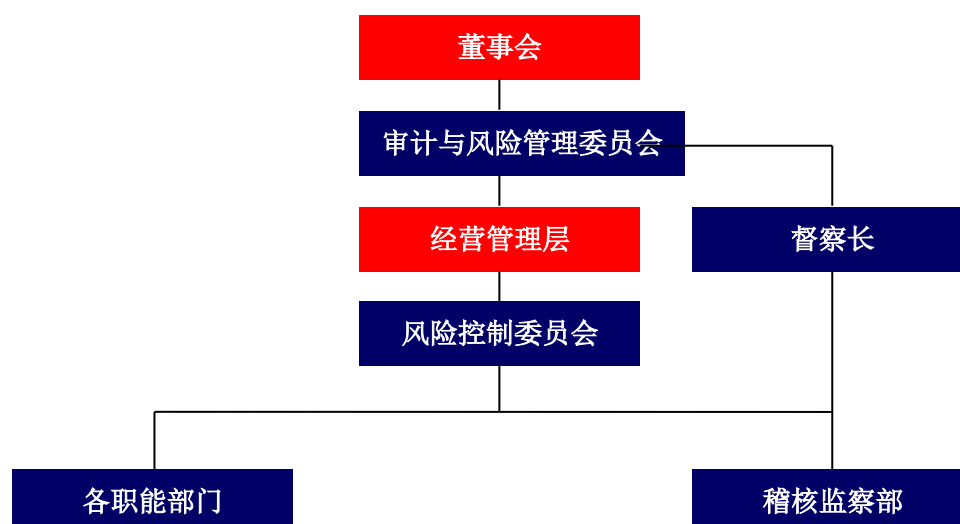 董事会
审计与风险管理委员会
经营管理层
督察长
风险控制委员会
各职能部门
稽核监察部